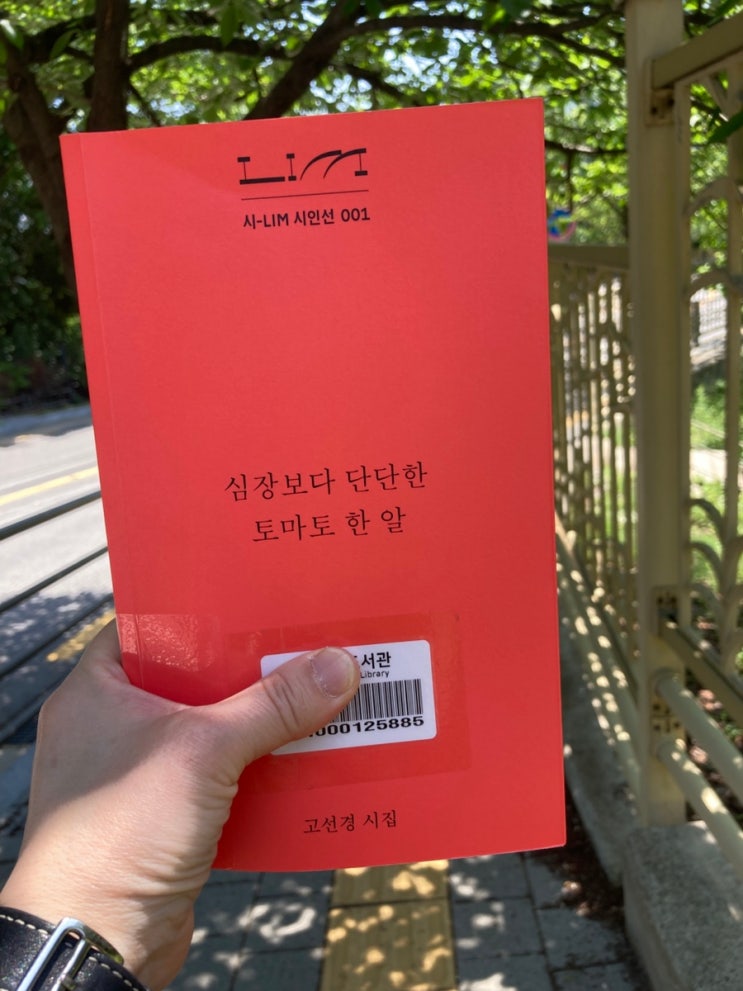 LIM
시-LIM 시인선 001
심장보다 단단한
토마토 한 알
서관
Library
000125885
고선경 시집